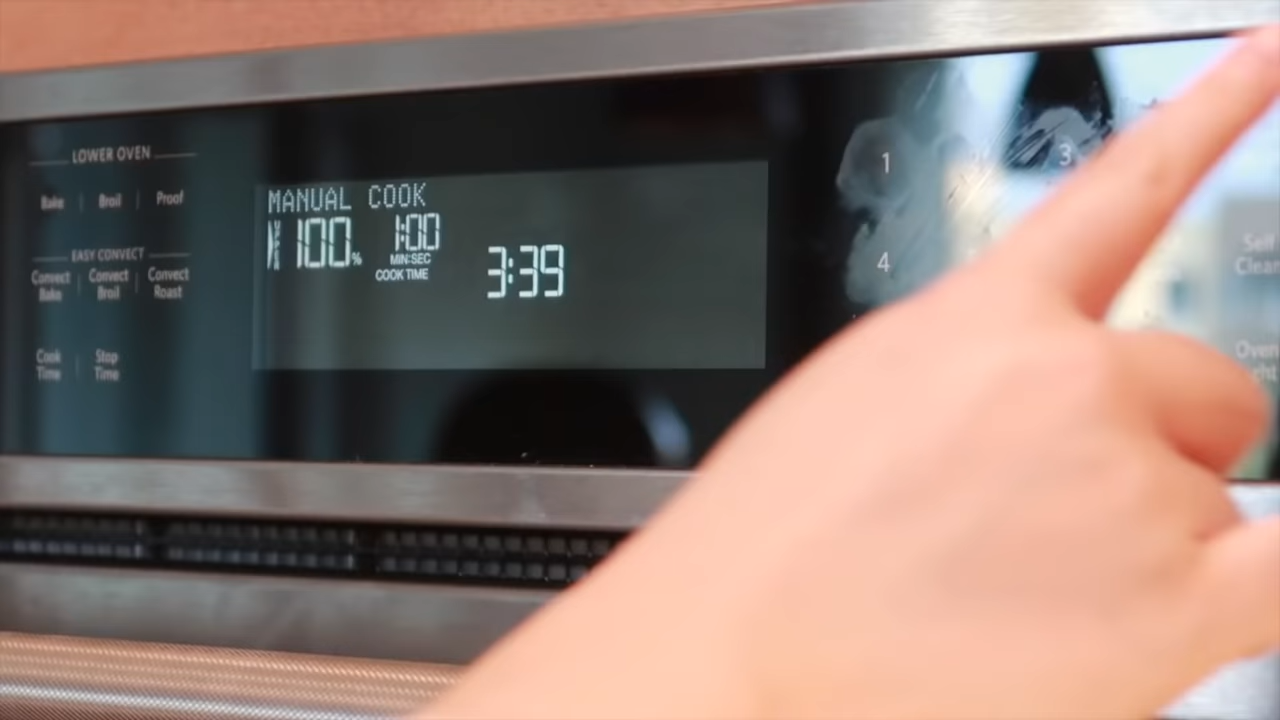 LOWER OVEN
Bake | Broil | Proof
EASY CONVECT
Convect Bake | Convect Broil | Convect Roast
Cook Time | Stop Time
MANUAL COOK
100% 1:00
MIN:SEC
COOK TIME
3:39
1 3
4
Self Clean
Oven